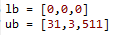 lb = [0,0,0]
ub = [31,3,511]